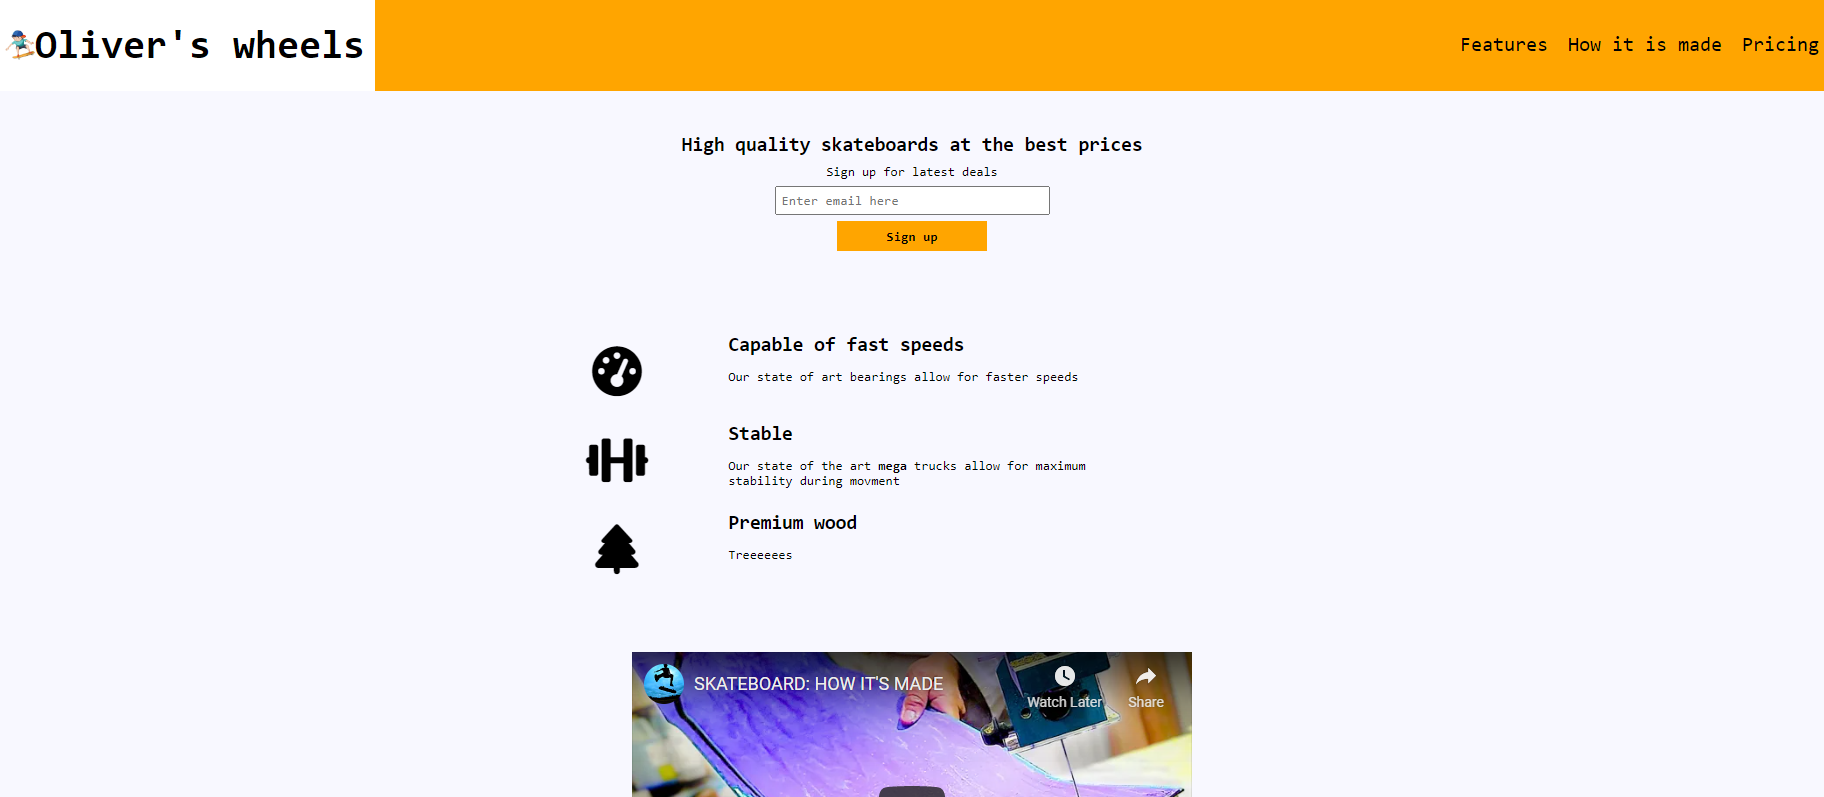 Oliver's wheels
Features How it is made Pricing
High quality skateboards at the best prices
Sign up for latest deals
Enter email here
Sign up
Capable of fast speeds
Our state of art bearings allow for faster speeds
Stable
Our state of the art mega trucks allow for maximum
stability during movment
Premium wood
Treeeeees
SKATEBOARD: HOW IT'S MADE
Watch Later Share